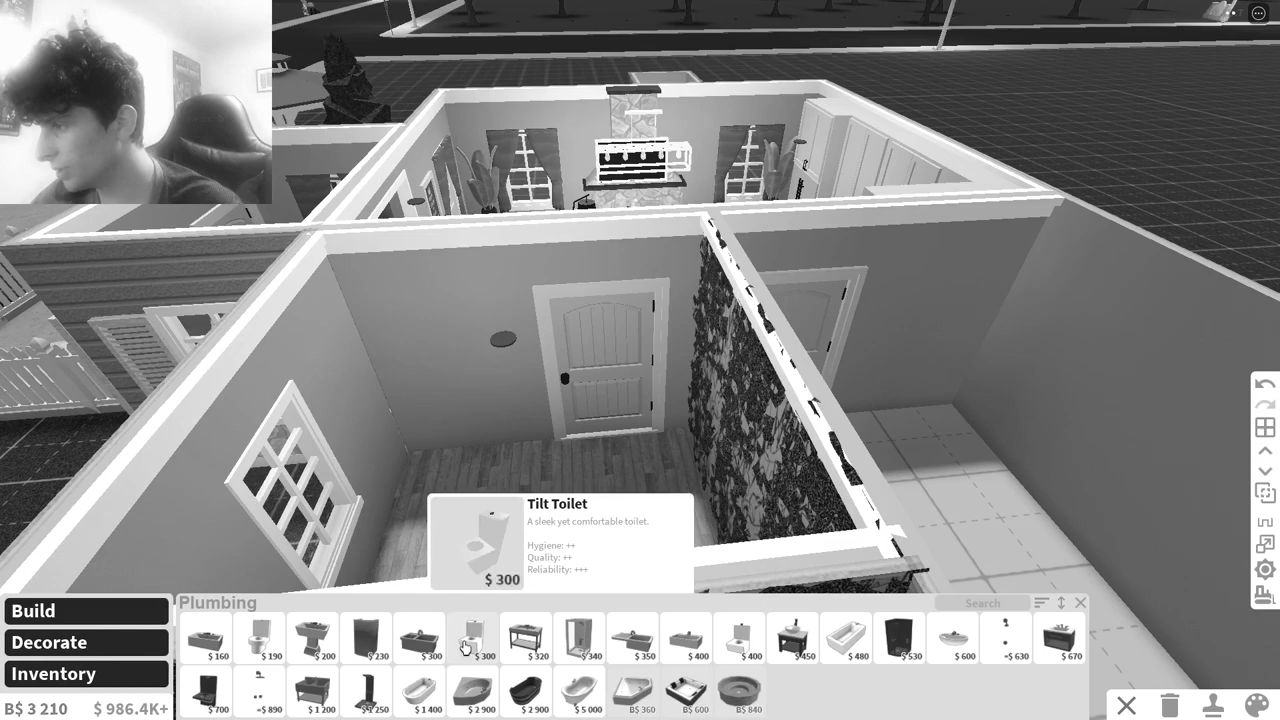 Tilt Toilet
A sleek yet comfortable toilet.
Hygiene: ++
Quality: ++
Reliability: +++
$ 300
Build
Decorate
Inventory
B$ 3 210 $ 986.4K+
Plumbing
Search
$ 160 $ 190 $ 200 $ 230 $ 300 $ 300 $ 320 $ 340 $ 350 $ 400 $ 400 $ 450 $ 480 $ 530 $ 600 ≈$ 630 $ 670
$ 700 ≈$ 890 $ 1 200 $ 1 250 $ 1 400 $ 2 900 $ 2 900 $ 5 000 B$ 360 B$ 600 B$ 840